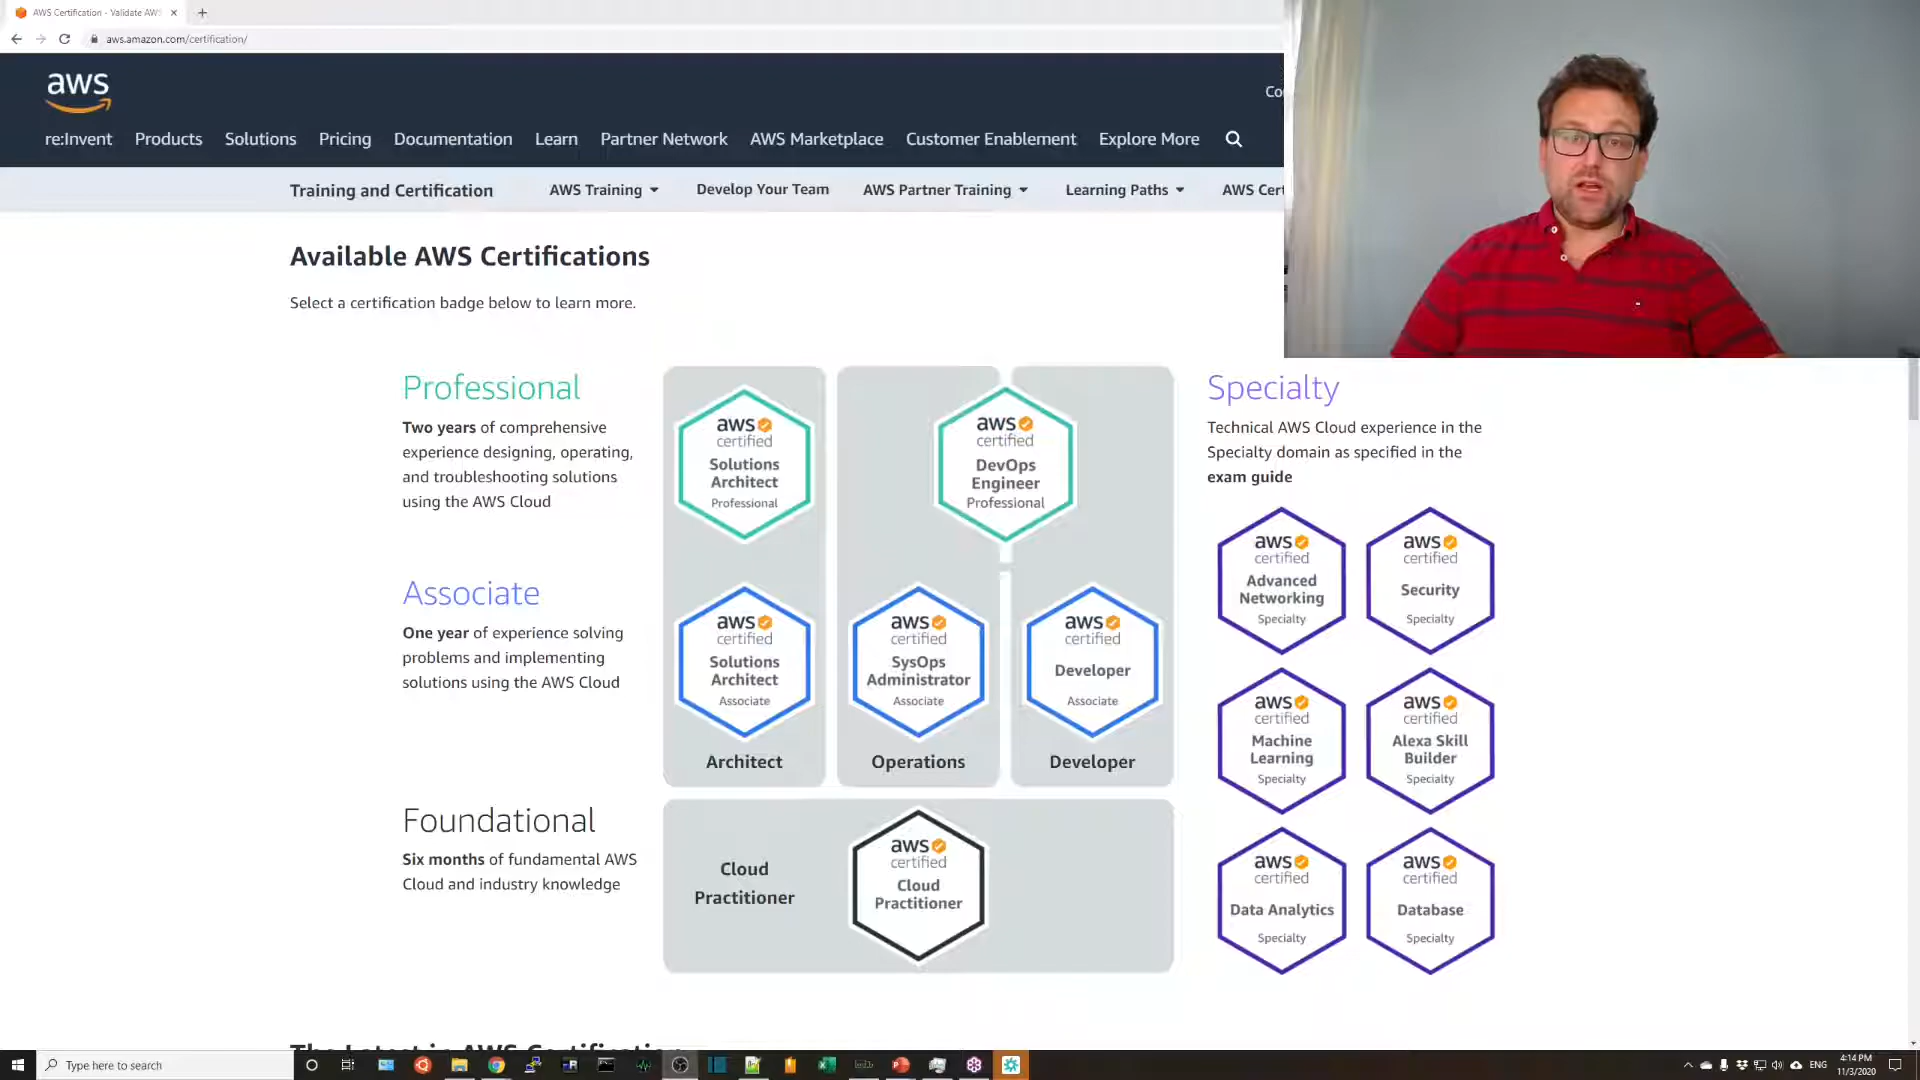 AWS Certification - Validate AWS
aws.amazon.com/certification/
aws
Co
re:Invent Products Solutions Pricing Documentation Learn Partner Network AWS Marketplace Customer Enablement Explore More
Training and Certification AWS Training Develop Your Team AWS Partner Training Learning Paths AWS Cert
Available AWS Certifications
Select a certification badge below to learn more.
Professional
Two years of comprehensive
experience designing, operating,
and troubleshooting solutions
using the AWS Cloud
aws
certified
Solutions
Architect
Professional
aws
certified
DevOps
Engineer
Professional
Associate
One year of experience solving
problems and implementing
solutions using the AWS Cloud
aws
certified
Solutions
Architect
Associate
Architect
aws
certified
SysOps
Administrator
Associate
Operations
aws
certified
Developer
Associate
Developer
Foundational
Six months of fundamental AWS
Cloud and industry knowledge
Cloud
Practitioner
aws
certified
Cloud
Practitioner
Specialty
Technical AWS Cloud experience in the
Specialty domain as specified in the
exam guide
aws
certified
Advanced
Networking
Specialty
aws
certified
Security
Specialty
aws
certified
Machine
Learning
Specialty
aws
certified
Alexa Skill
Builder
Specialty
aws
certified
Data Analytics
Specialty
aws
certified
Database
Specialty
The Latest in AWS Certification
Type here to search
ENG
4:14 PM
11/3/2020